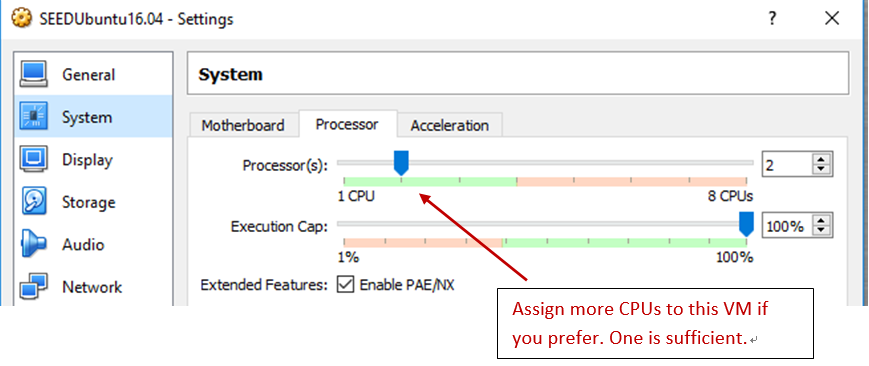 SEEDUbuntu16.04 - Settings
? ×
General
System
Display
Storage
Audio
Network
System
Motherboard Processor Acceleration
Processor(s): 2
1 CPU 8 CPUs
Execution Cap: 100%
1% 100%
Extended Features: Enable PAE/NX
Assign more CPUs to this VM if
you prefer. One is sufficient.↵